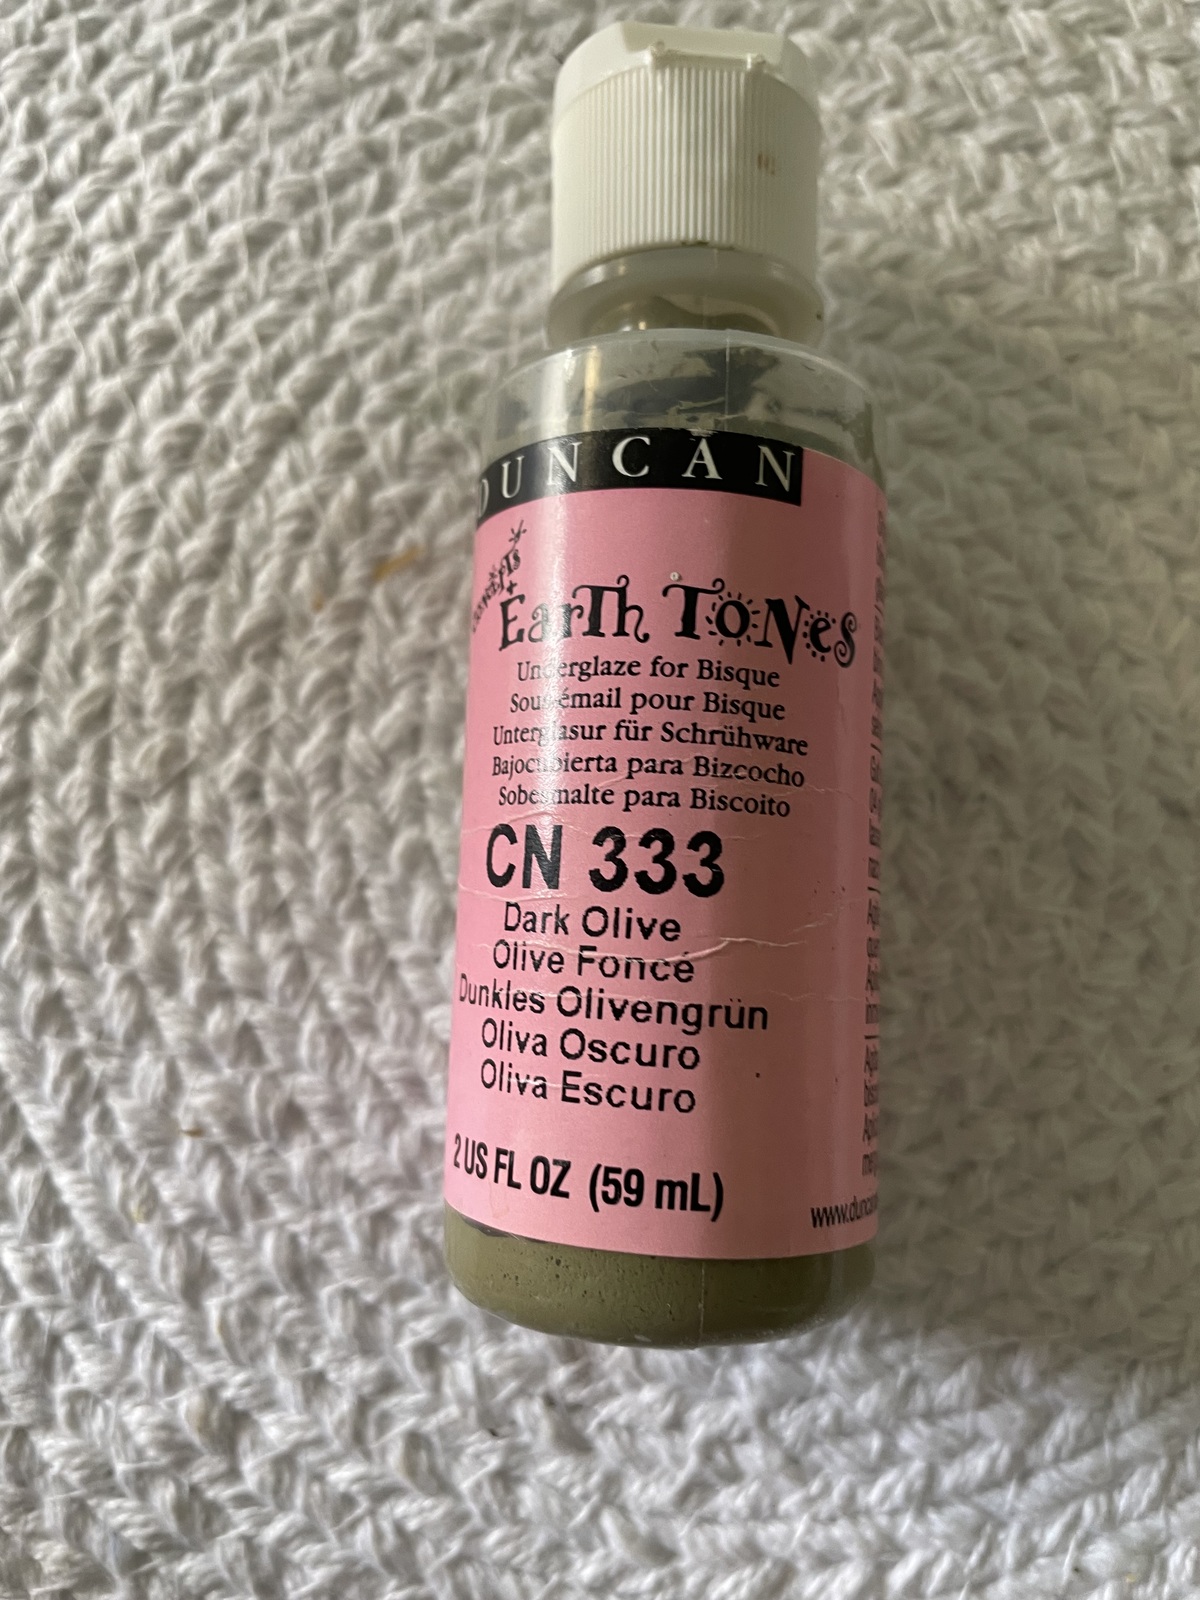 DUNCAN
CONCEPTS
Earth Tones
Underglaze for Bisque
Sous-émail pour Bisque
Unterglasur für Schrühware
Bajocubierta para Bizcocho
Sobesmalte para Biscoito
CN 333
Dark Olive
Olive Foncé
Dunkles Olivengrün
Oliva Oscuro
Oliva Escuro
2 US FL OZ (59 mL)